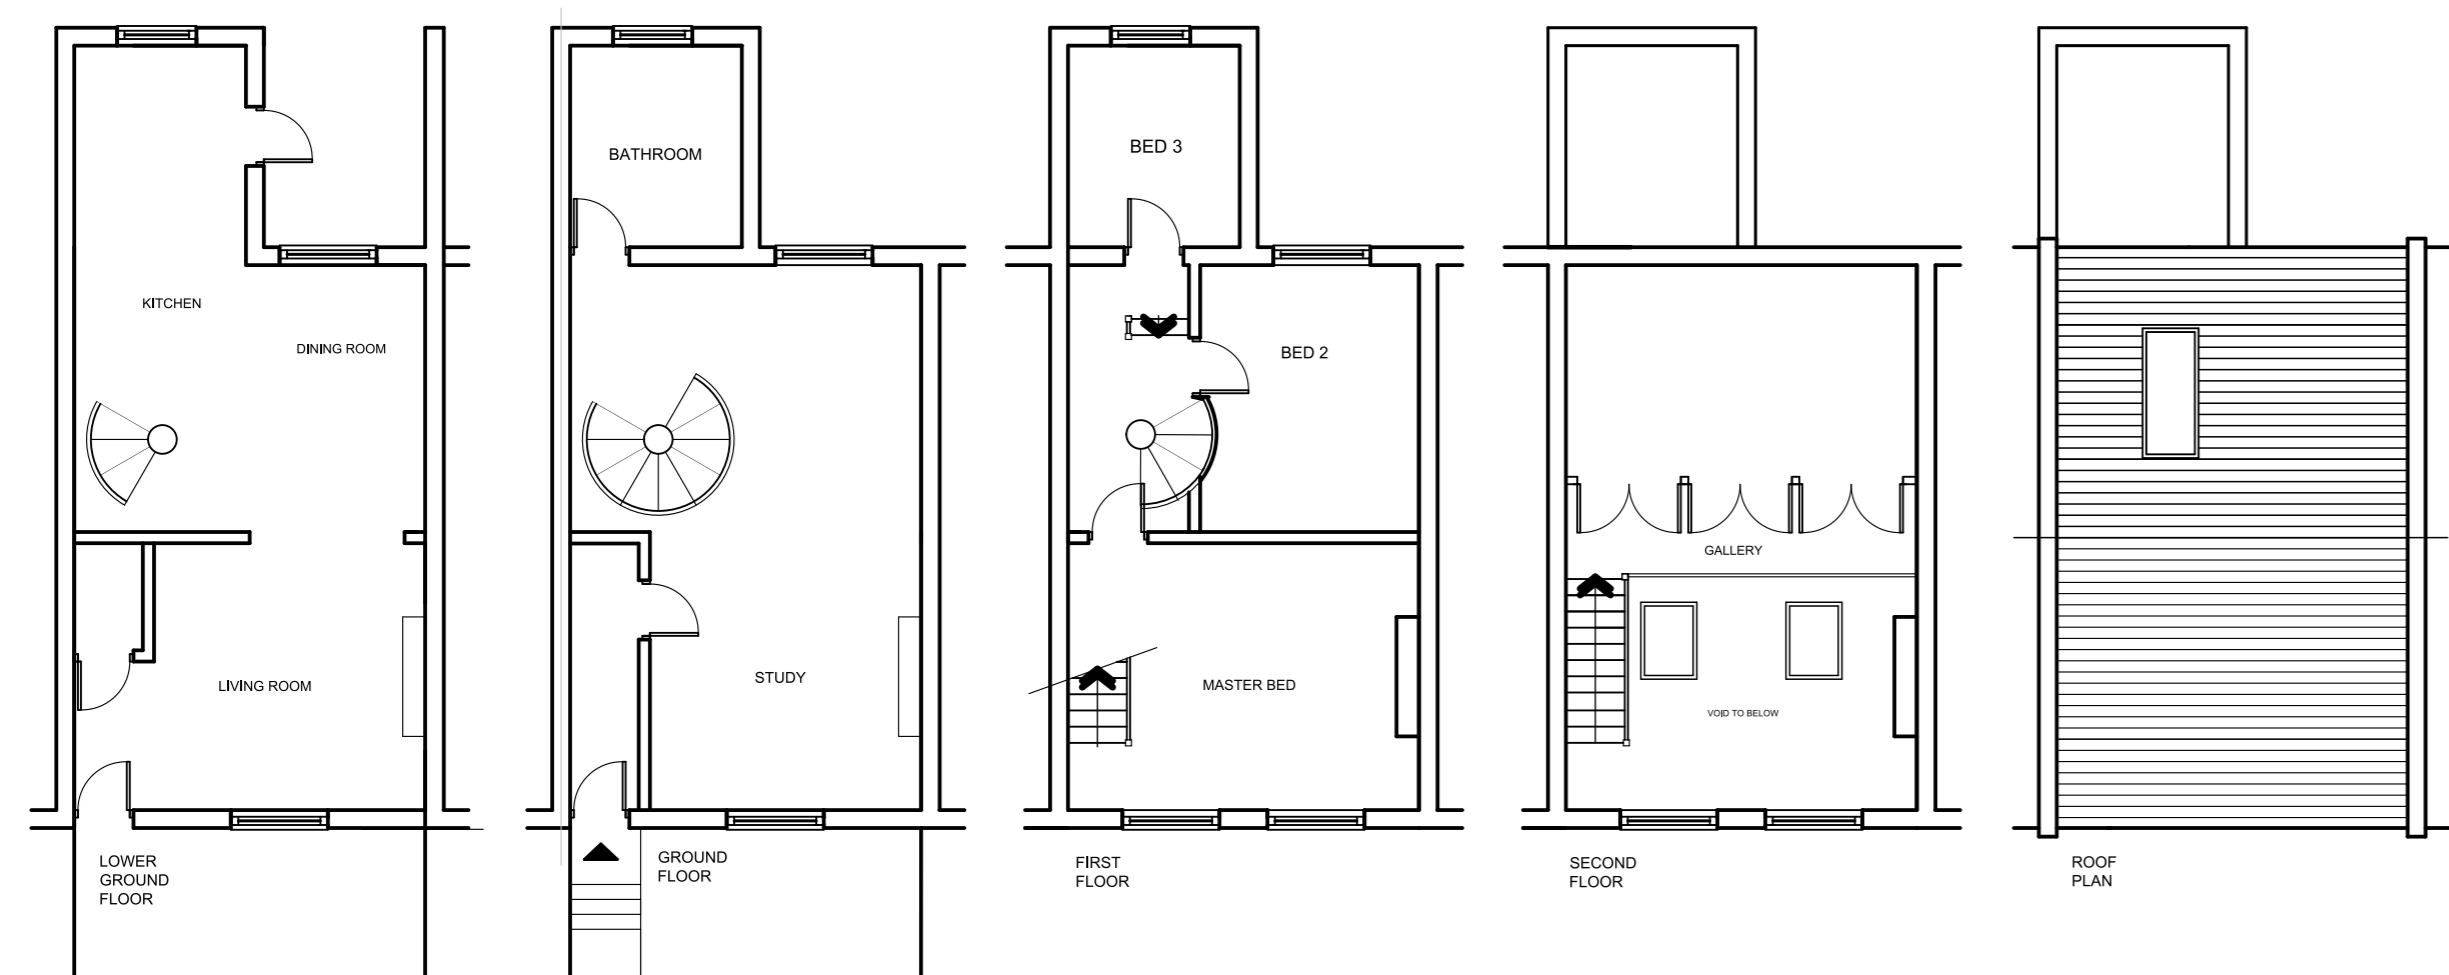 KITCHEN
DINING ROOM
LIVING ROOM
LOWER
GROUND
FLOOR
BATHROOM
STUDY
GROUND
FLOOR
BED 3
BED 2
MASTER BED
FIRST
FLOOR
GALLERY
VOID TO BELOW
SECOND
FLOOR
ROOF
PLAN